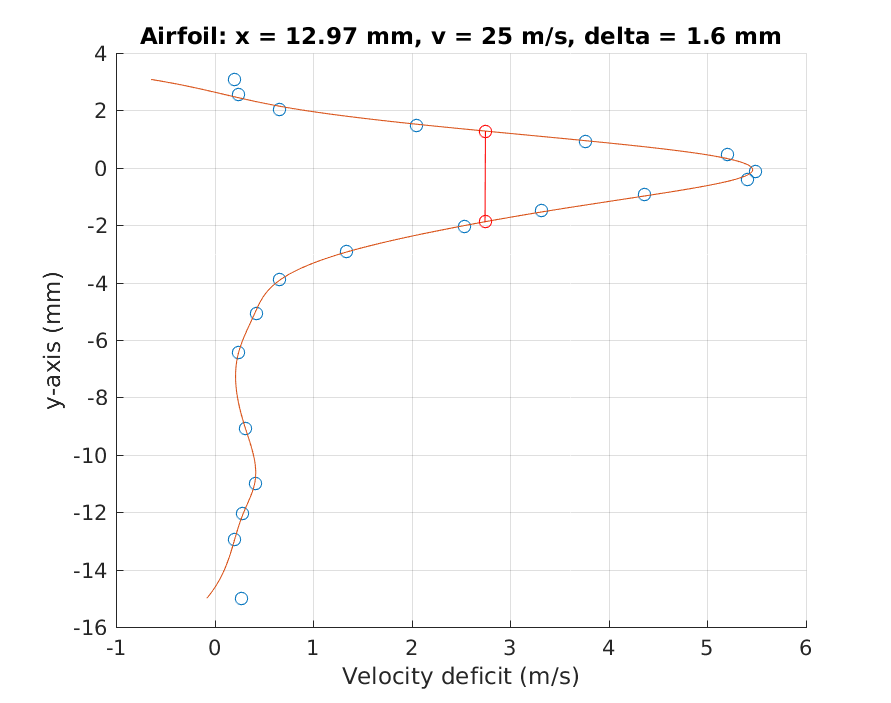 Airfoil: x = 12.97 mm, v = 25 m/s, delta = 1.6 mm
4
2
0
-2
-4
-6
-8
-10
-12
-14
-16
y-axis (mm)
-1 0 1 2 3 4 5 6
Velocity deficit (m/s)